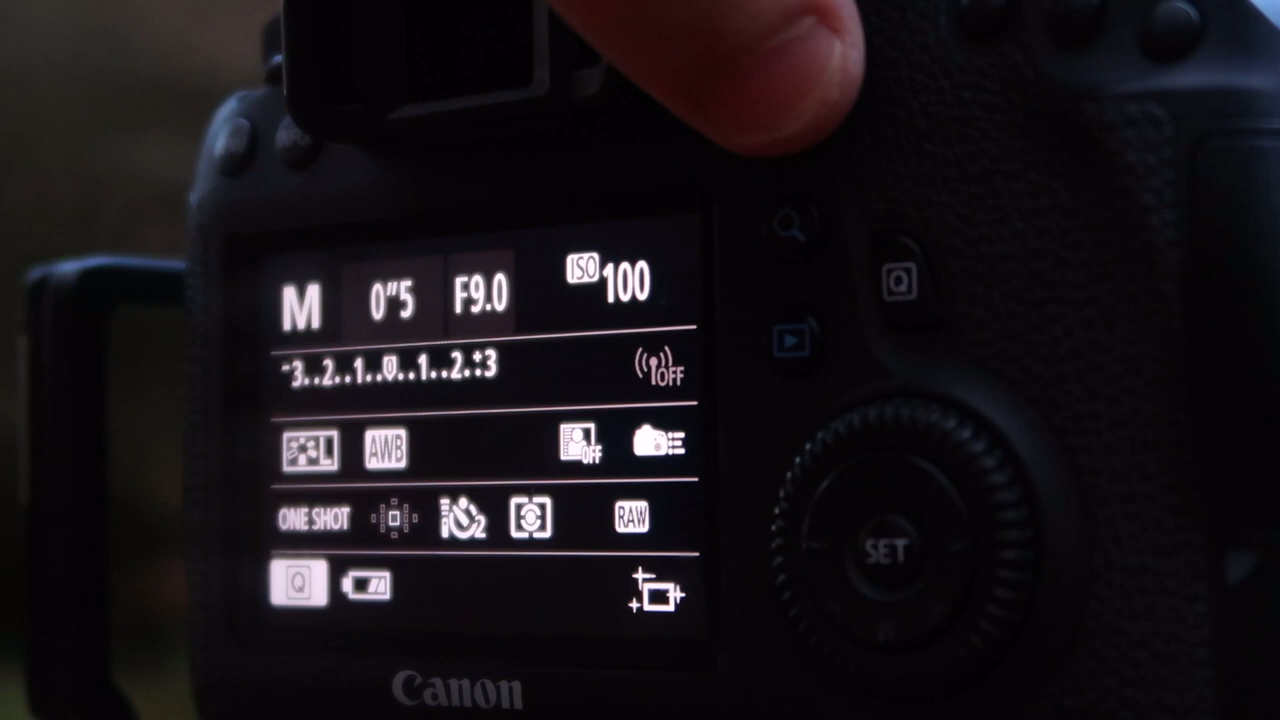 M 0"5 F9.0 ISO 100
-3..2..1..0..1..2.:+3 OFF
L AWB OFF
ONE SHOT 2 RAW
Q
Q
SET
Canon